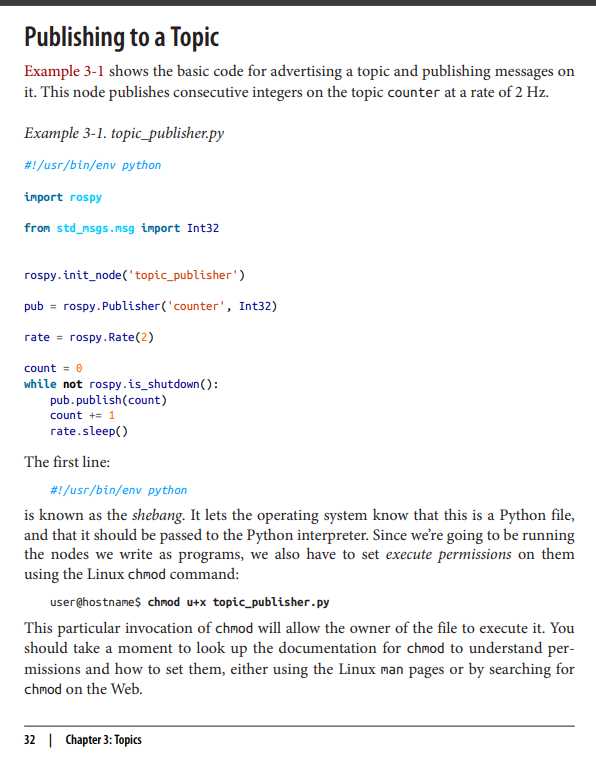 Publishing to a Topic
Example 3-1 shows the basic code for advertising a topic and publishing messages on
it. This node publishes consecutive integers on the topic counter at a rate of 2 Hz.
Example 3-1. topic_publisher.py
#!/usr/bin/env python
import rospy
from std_msgs.msg import Int32
rospy.init_node('topic_publisher')
pub = rospy.Publisher('counter', Int32)
rate = rospy.Rate(2)
count = 0
while not rospy.is_shutdown():
    pub.publish(count)
    count += 1
    rate.sleep()
The first line:
#!/usr/bin/env python
is known as the shebang. It lets the operating system know that this is a Python file,
and that it should be passed to the Python interpreter. Since we're going to be running
the nodes we write as programs, we also have to set execute permissions on them
using the Linux chmod command:
user@hostname$ chmod u+x topic_publisher.py
This particular invocation of chmod will allow the owner of the file to execute it. You
should take a moment to look up the documentation for chmod to understand per-
missions and how to set them, either using the Linux man pages or by searching for
chmod on the Web.
32 | Chapter 3: Topics